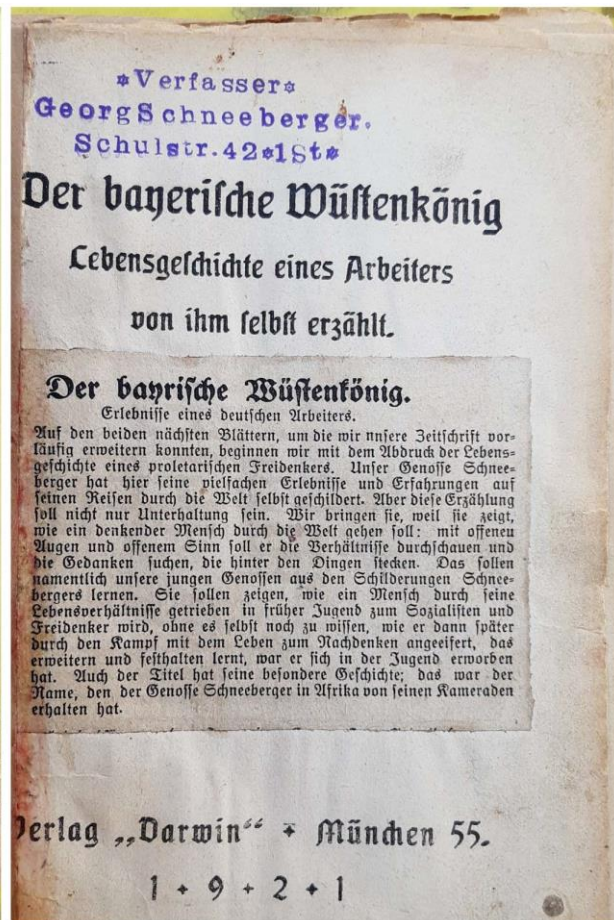 *Verfasser*
Georg Schneeberger.
Schulstr.42*1St*
Der bayerische Wüstenkönig
Lebensgeschichte eines Arbeiters
von ihm selbst erzählt.
Der bayrische Wüstenkönig.
Erlebnisse eines deutschen Arbeiters.
Auf den beiden nächsten Blättern, um die wir nnsere Zeitschrift vor-
läufig erweitern konnten, beginnen wir mit dem Abdruck der Lebens-
geschichte eines proletarischen Freidenkers. Unser Genosse Schnee-
berger hat hier seine vielfachen Erlebnisse und Erfahrungen auf
seinen Reisen durch die Welt selbst geschildert. Aber diese Erzählung
soll nicht nur Unterhaltung sein. Wir bringen sie, weil sie zeigt,
wie ein denkender Mensch durch die Welt gehen soll: mit offenen
Augen und offenem Sinn soll er die Verhältnisse durchschauen und
die Gedanken suchen, die hinter den Dingen stecken. Das sollen
namentlich unsere jungen Genossen aus den Schilderungen Schnee-
bergers lernen. Sie sollen zeigen, wie ein Mensch durch seine
Lebensverhältnisse getrieben in früher Jugend zum Sozialisten und
Freidenker wird, ohne es selbst noch zu wissen, wie er dann später
durch den Kampf mit dem Leben zum Nachdenken angeeifert, das
erweitern und festhalten lernt, war er sich in der Jugend erworben
hat. Auch der Titel hat seine besondere Geschichte; das war der
Name, den der Genosse Schneeberger in Afrika von seinen Kameraden
erhalten hat.
Verlag „Darwin“ + München 55.
1 + 9 + 2 + 1